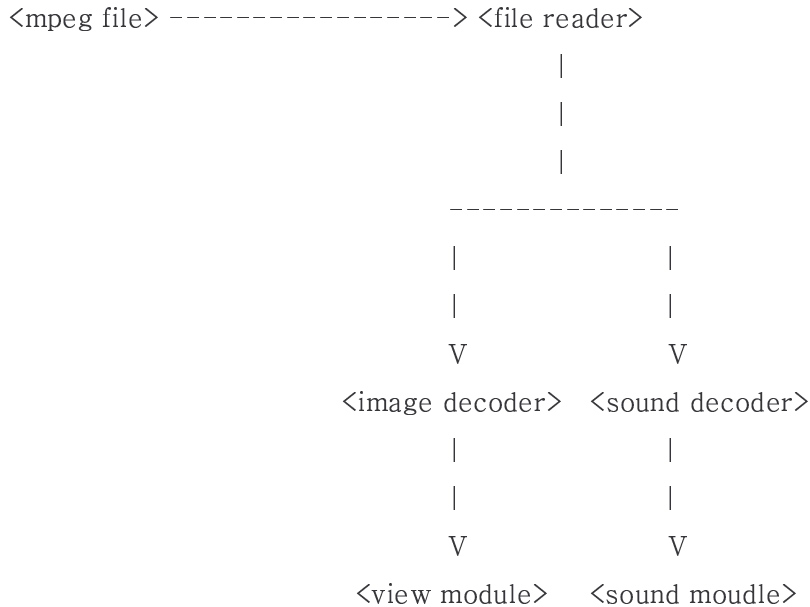 <mpeg file> -----------------> <file reader>
|
|
|
--------------
| |
| |
V V
<image decoder> <sound decoder>
| |
| |
V V
<view module> <sound moudle>